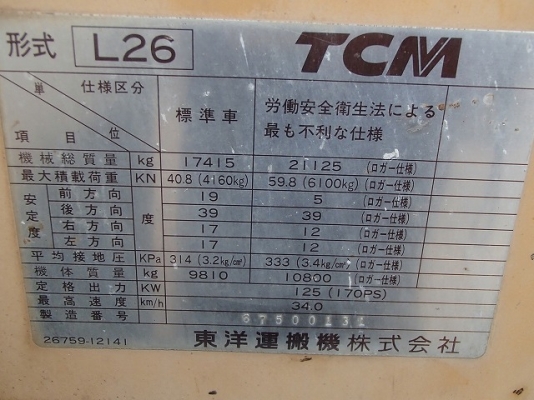 形式 L26 TCM
単位 仕様区分 項目 標準車 労働安全衛生法による最も不利な仕様
機械総質量 kg 17415 21125 (ロガー仕様)
最大積載荷重 KN 40.8 (4160kg) 59.8 (6100kg) (ロガー仕様)
安定度 前方向 度 19 5 (ロガー仕様)
後方向 39 39 (ロガー仕様)
右方向 17 12 (ロガー仕様)
左方向 17 12 (ロガー仕様)
平均接地圧 KPa 314 (3.2kg/cm²) 333 (3.4kg/cm²) (ロガー仕様)
機体質量 kg 9810 10800 (ロガー仕様)
定格出力 KW 125 (170PS)
最高速度 km/h 34.0
製造番号
26759-12141 東洋運搬機株式会社